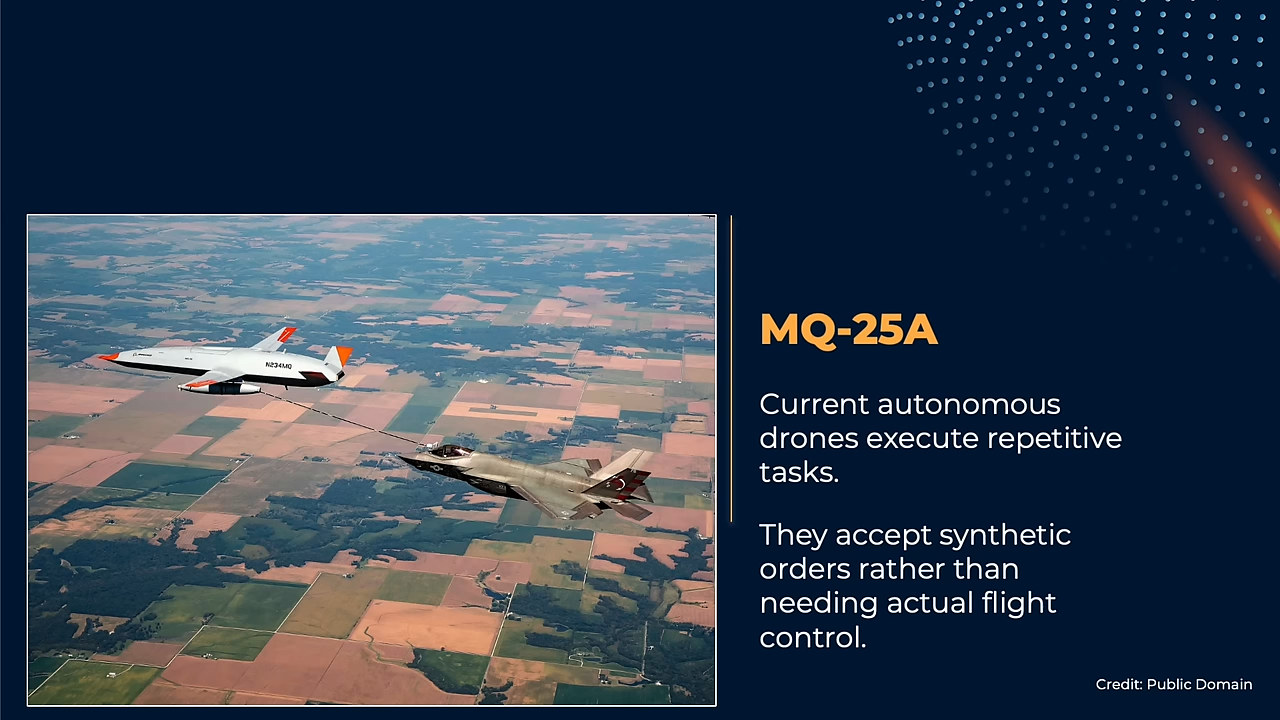 N234MQ
MQ-25A
Current autonomous
drones execute repetitive
tasks.
They accept synthetic
orders rather than
needing actual flight
control.
Credit: Public Domain